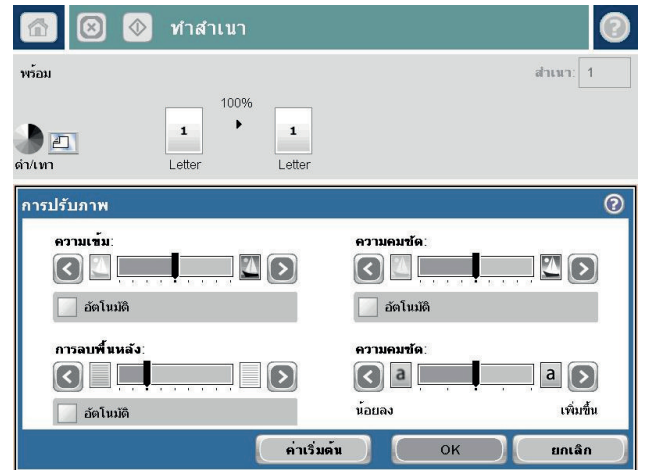 ทำสำเนา
พร้อม
สำเนา: 1
100%
1
1
ดำ/เทา
Letter
Letter
การปรับภาพ
ความเข้ม:
ความคมชัด:
อัตโนมัติ
อัตโนมัติ
การลบพื้นหลัง:
ความคมชัด:
a
a
อัตโนมัติ
น้อยลง
เพิ่มขึ้น
ค่าเริ่มต้น
OK
ยกเลิก